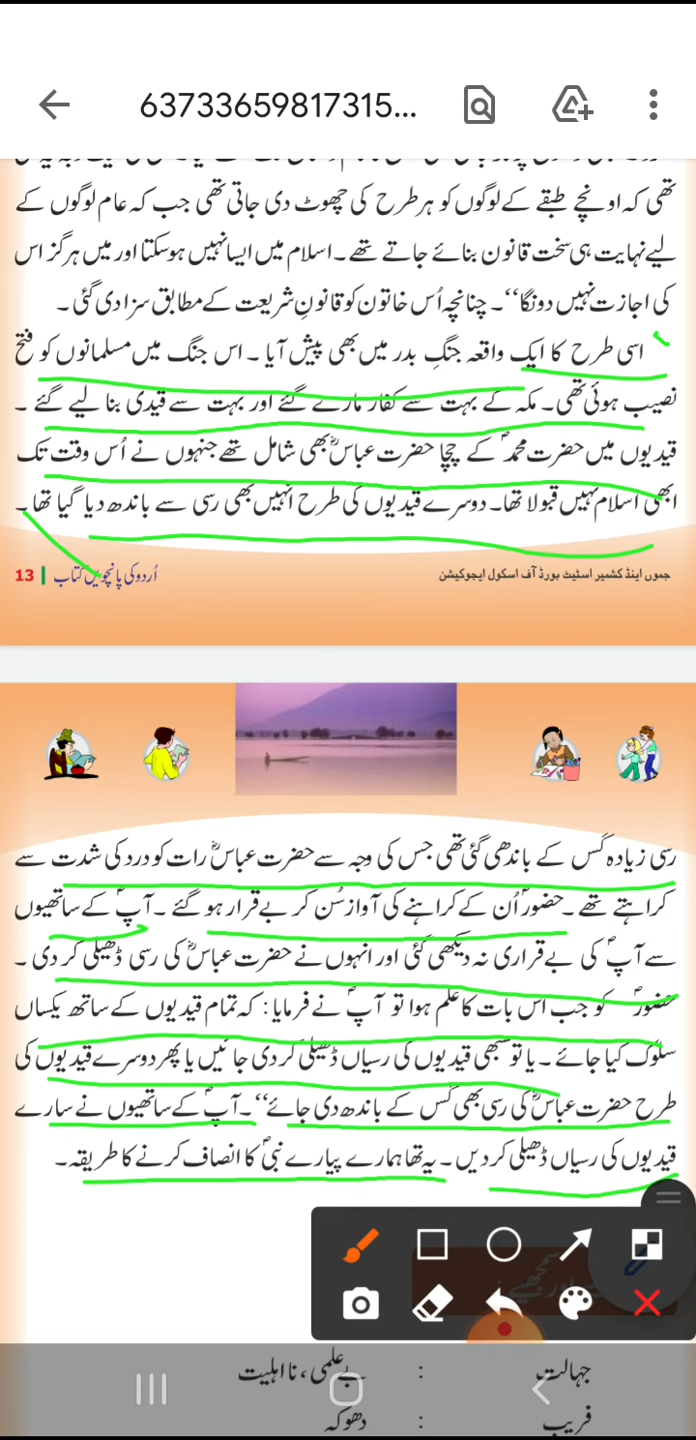 63733659817315...
تھی کہ اونچے طبقے کے لوگوں کو ہر طرح کی چھوٹ دی جاتی تھی جب کہ عام لوگوں کے
لیے نہایت ہی سخت قانون بنائے جاتے تھے۔ اسلام میں ایسا نہیں ہو سکتا اور میں ہرگز اس
کی اجازت نہیں دونگا‘‘۔ چنانچہ اُس خاتون کو قانونِ شریعت کے مطابق سزا دی گئی۔
اسی طرح کا ایک واقعہ جنگِ بدر میں بھی پیش آیا۔ اس جنگ میں مسلمانوں کو فتح
نصیب ہوئی تھی۔ مکہ کے بہت سے کفار مارے گئے اور بہت سے قیدی بنا لیے گئے۔
قیدیوں میں حضرت محمدؐ کے چچا حضرت عباسؓ بھی شامل تھے جنہوں نے اُس وقت تک
ابھی اسلام نہیں قبولا تھا۔ دوسرے قیدیوں کی طرح انہیں بھی رسی سے باندھ دیا گیا تھا۔
جموں اینڈ کشمیر اسٹیٹ بورڈ آف اسکول ایجوکیشن
اُردو کی پانچویں کتاب | 13
رسی زیادہ کَس کے باندھی گئی تھی جس کی وجہ سے حضرت عباسؓ رات کو درد کی شدت سے
کراہتے تھے۔ حضورؐ اُن کے کراہنے کی آواز سُن کر بے قرار ہو گئے۔ آپؐ کے ساتھیوں
سے آپؐ کی بے قراری نہ دیکھی گئی اور انہوں نے حضرت عباسؓ کی رسی ڈھیلی کر دی۔
حضورؐ کو جب اس بات کا علم ہوا تو آپؐ نے فرمایا: کہ تمام قیدیوں کے ساتھ یکساں
سلوک کیا جائے۔ یا تو سبھی قیدیوں کی رسیاں ڈھیلی کر دی جائیں یا پھر دوسرے قیدیوں کی
طرح حضرت عباسؓ کی رسی بھی کَس کے باندھ دی جائے‘‘۔ آپؐ کے ساتھیوں نے سارے
قیدیوں کی رسیاں ڈھیلی کر دیں۔ یہ تھا ہمارے پیارے نبیؐ کا انصاف کرنے کا طریقہ۔
جہالت : بے علمی، نا اہلیت
فریب : دھوکہ